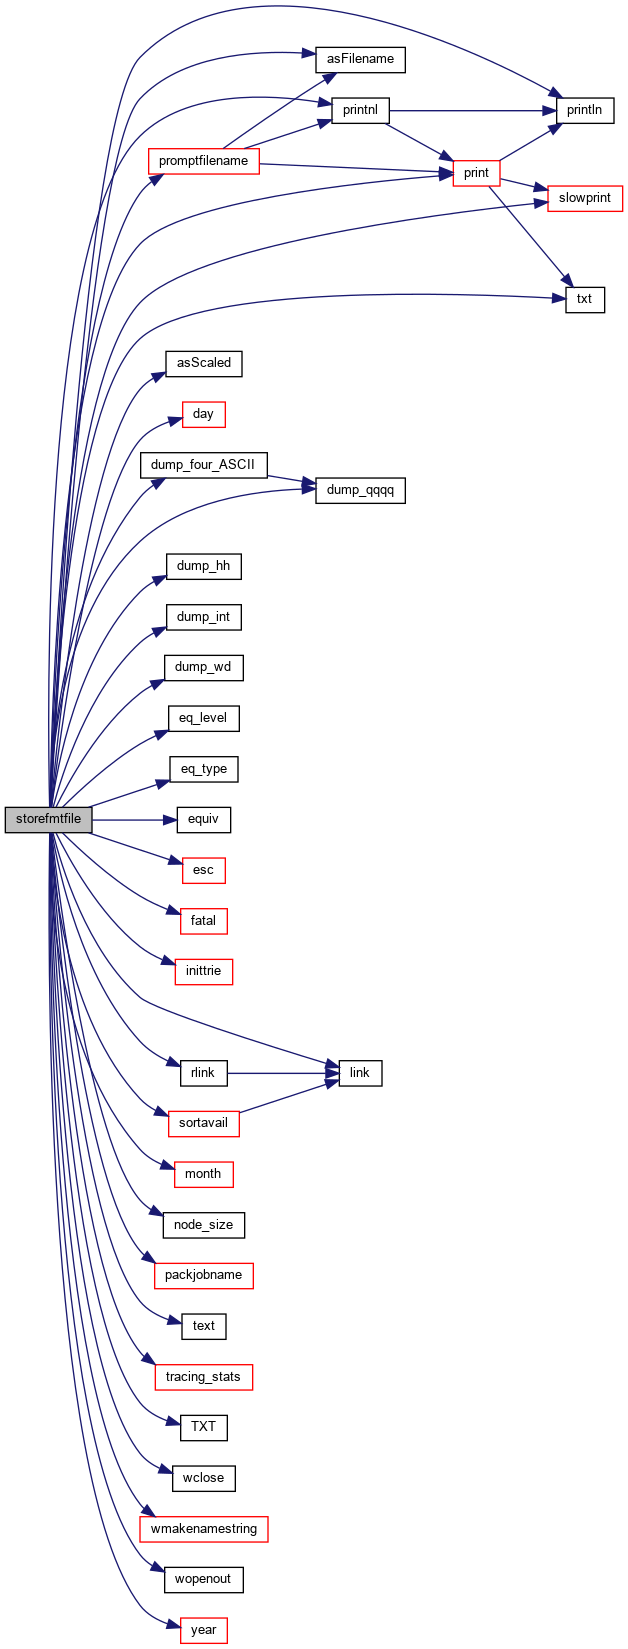 asFilename
printnl
println
promptfilename
print
slowprint
txt
asScaled
day
dump_four_ASCII
dump_qqqq
dump_hh
dump_int
dump_wd
eq_level
eq_type
storefmtfile
equiv
esc
fatal
inittrie
rlink
link
sortavail
month
node_size
packjobname
text
tracing_stats
TXT
wclose
wmakenamestring
wopenout
year